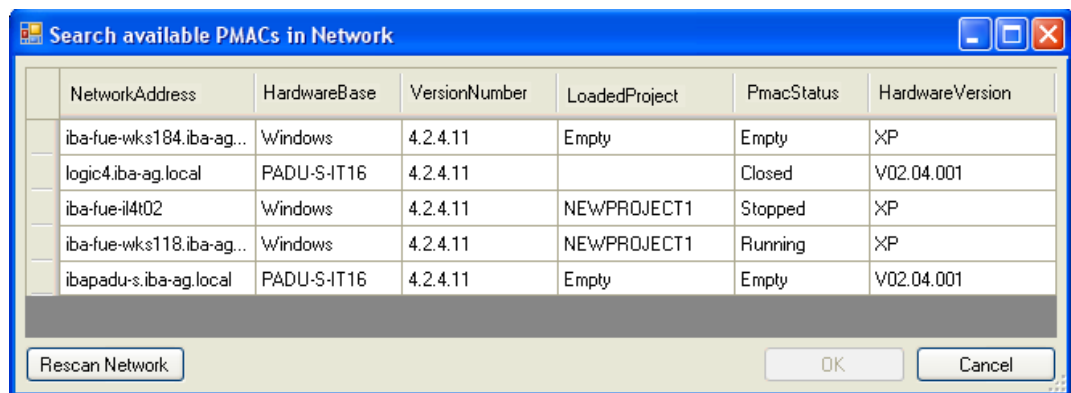 Search available PMACs in Network
NetworkAddress HardwareBase VersionNumber LoadedProject PmacStatus HardwareVersion
iba-fue-wks184.iba-ag... Windows 4.2.4.11 Empty Empty XP
logic4.iba-ag.local PADU-S-IT16 4.2.4.11 Closed V02.04.001
iba-fue-il4t02 Windows 4.2.4.11 NEWPROJECT1 Stopped XP
iba-fue-wks118.iba-ag... Windows 4.2.4.11 NEWPROJECT1 Running XP
ibapadu-s.iba-ag.local PADU-S-IT16 4.2.4.11 Empty Empty V02.04.001
Rescan Network OK Cancel